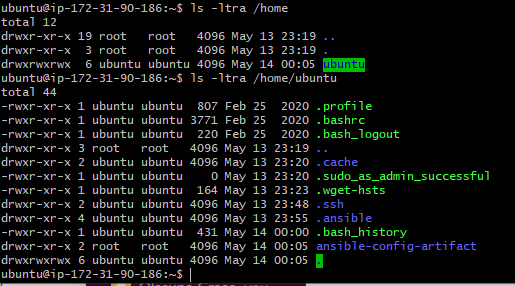 ubuntu@ip-172-31-90-186:~$ ls -ltra /home
total 12
drwxr-xr-x 19 root   root   4096 May 13 23:19 ..
drwxr-xr-x  3 root   root   4096 May 13 23:19 .
drwxrwxrwx  6 ubuntu ubuntu 4096 May 14 00:05 ubuntu
ubuntu@ip-172-31-90-186:~$ ls -ltra /home/ubuntu
total 44
-rwxr-xr-x 1 ubuntu ubuntu  807 Feb 25  2020 .profile
-rwxr-xr-x 1 ubuntu ubuntu 3771 Feb 25  2020 .bashrc
-rwxr-xr-x 1 ubuntu ubuntu  220 Feb 25  2020 .bash_logout
drwxr-xr-x 3 root   root   4096 May 13 23:19 ..
drwxr-xr-x 2 ubuntu ubuntu 4096 May 13 23:20 .cache
-rwxr-xr-x 1 ubuntu ubuntu    0 May 13 23:20 .sudo_as_admin_successful
-rwxr-xr-x 1 ubuntu ubuntu  164 May 13 23:23 .wget-hsts
drwxr-xr-x 2 ubuntu ubuntu 4096 May 13 23:48 .ssh
drwxr-xr-x 4 ubuntu ubuntu 4096 May 13 23:55 .ansible
-rwxr-xr-x 1 ubuntu ubuntu  431 May 14 00:00 .bash_history
drwxr-xr-x 2 root   root   4096 May 14 00:05 ansible-config-artifact
drwxrwxrwx 6 ubuntu ubuntu 4096 May 14 00:05 .
ubuntu@ip-172-31-90-186:~$